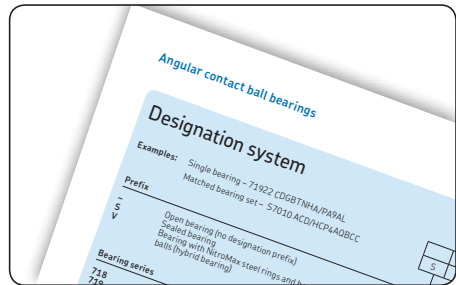 Angular contact ball bearings
Designation system
Examples: Single bearing – 71922 CDGBTNHA/PA9AL
Matched bearing set – S7010 ACD/HCP4AQBCC
Prefix
– Open bearing (no designation prefix)
S Sealed bearing
V Bearing with NitroMax steel rings and
balls (hybrid bearing)
S
Bearing series
718
719